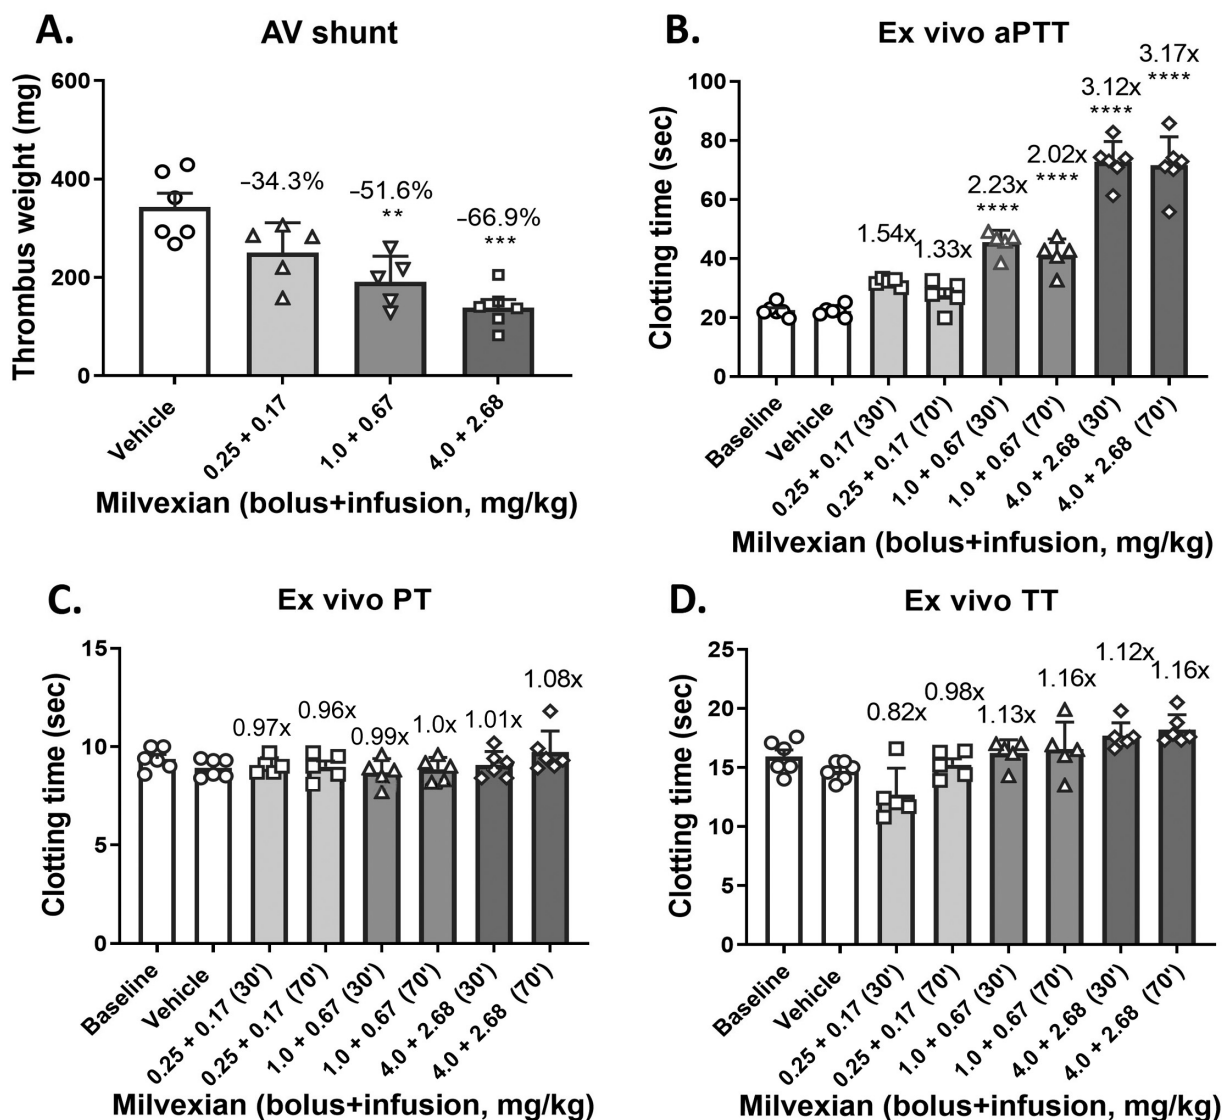 A.
AV shunt
Thrombus weight (mg)
600
400
200
0
–34.3%
–51.6%
**
–66.9%
***
Vehicle
0.25 + 0.17
1.0 + 0.67
4.0 + 2.68
Milvexian (bolus+infusion, mg/kg)
B.
Ex vivo aPTT
Clotting time (sec)
100
80
60
40
20
0
1.54x
1.33x
2.23x
****
2.02x
****
3.12x
****
3.17x
****
Baseline
Vehicle
0.25 + 0.17 (30')
0.25 + 0.17 (70')
1.0 + 0.67 (30')
1.0 + 0.67 (70')
4.0 + 2.68 (30')
4.0 + 2.68 (70')
Milvexian (bolus+infusion, mg/kg)
C.
Ex vivo PT
Clotting time (sec)
15
10
5
0
0.97x
0.96x
0.99x
1.0x
1.01x
1.08x
Baseline
Vehicle
0.25 + 0.17 (30')
0.25 + 0.17 (70')
1.0 + 0.67 (30')
1.0 + 0.67 (70')
4.0 + 2.68 (30')
4.0 + 2.68 (70')
Milvexian (bolus+infusion, mg/kg)
D.
Ex vivo TT
Clotting time (sec)
25
20
15
10
5
0
0.82x
0.98x
1.13x
1.16x
1.12x
1.16x
Baseline
Vehicle
0.25 + 0.17 (30')
0.25 + 0.17 (70')
1.0 + 0.67 (30')
1.0 + 0.67 (70')
4.0 + 2.68 (30')
4.0 + 2.68 (70')
Milvexian (bolus+infusion, mg/kg)